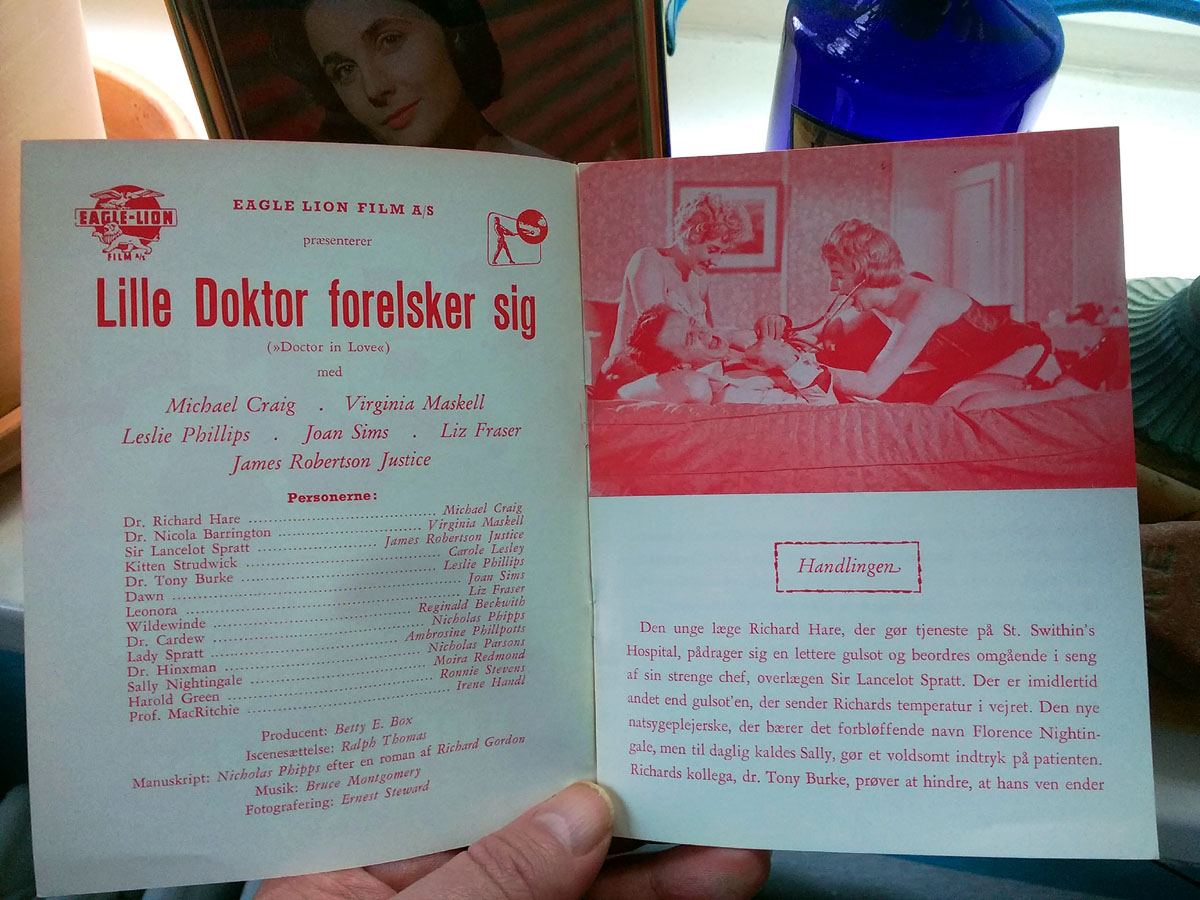 EAGLE-LION
FILM A/S
EAGLE LION FILM A/S
præsenterer
Lille Doktor forelsker sig
(»Doctor in Love«)
med
Michael Craig . Virginia Maskell
Leslie Phillips . Joan Sims . Liz Fraser
James Robertson Justice
Personerne:
Dr. Richard Hare ........ Michael Craig
Dr. Nicola Barrington ........ Virginia Maskell
Sir Lancelot Spratt ........ James Robertson Justice
Kitten Strudwick ........ Carole Lesley
Dr. Tony Burke ........ Leslie Phillips
Dawn ........ Joan Sims
Leonora ........ Liz Fraser
Wildewinde ........ Reginald Beckwith
Dr. Cardew ........ Nicholas Phipps
Lady Spratt ........ Ambrosine Phillpotts
Dr. Hinxman ........ Nicholas Parsons
Sally Nightingale ........ Moira Redmond
Harold Green ........ Ronnie Stevens
Prof. MacRitchie ........ Irene Handl
Producent: Betty E. Box
Iscenesættelse: Ralph Thomas
Manuskript: Nicholas Phipps efter en roman af Richard Gordon
Musik: Bruce Montgomery
Fotografering: Ernest Steward
Handlingen
Den unge læge Richard Hare, der gør tjeneste på St. Swithin's
Hospital, pådrager sig en lettere gulsot og beordres omgående i seng
af sin strenge chef, overlægen Sir Lancelot Spratt. Der er imidlertid
andet end gulsot'en, der sender Richards temperatur i vejret. Den nye
natsygeplejerske, der bærer det forbløffende navn Florence Nightin-
gale, men til daglig kaldes Sally, gør et voldsomt indtryk på patienten.
Richards kollega, dr. Tony Burke, prøver at hindre, at hans ven ender